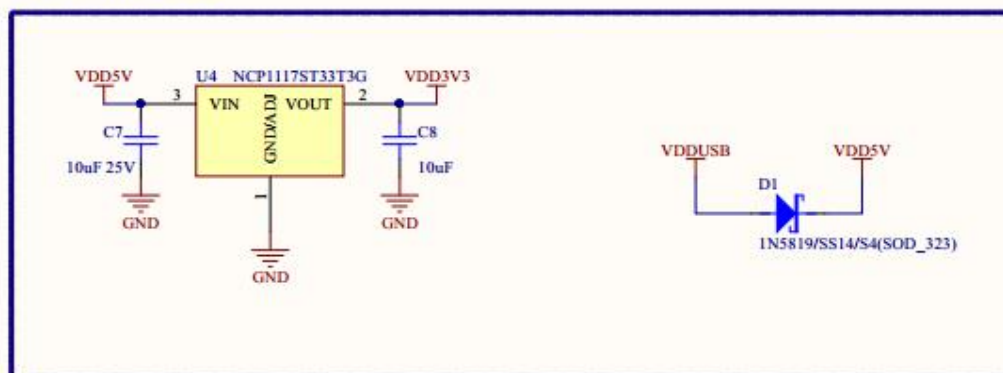 VDD5V
U4 NCP1117ST33T3G
VDD3V3
3 VIN
GND/ADJ
VOUT 2
C7
10uF 25V
C8
10uF
1
GND
GND
GND
VDDUSB
VDD5V
D1
1N5819/SS14/S4(SOD_323)